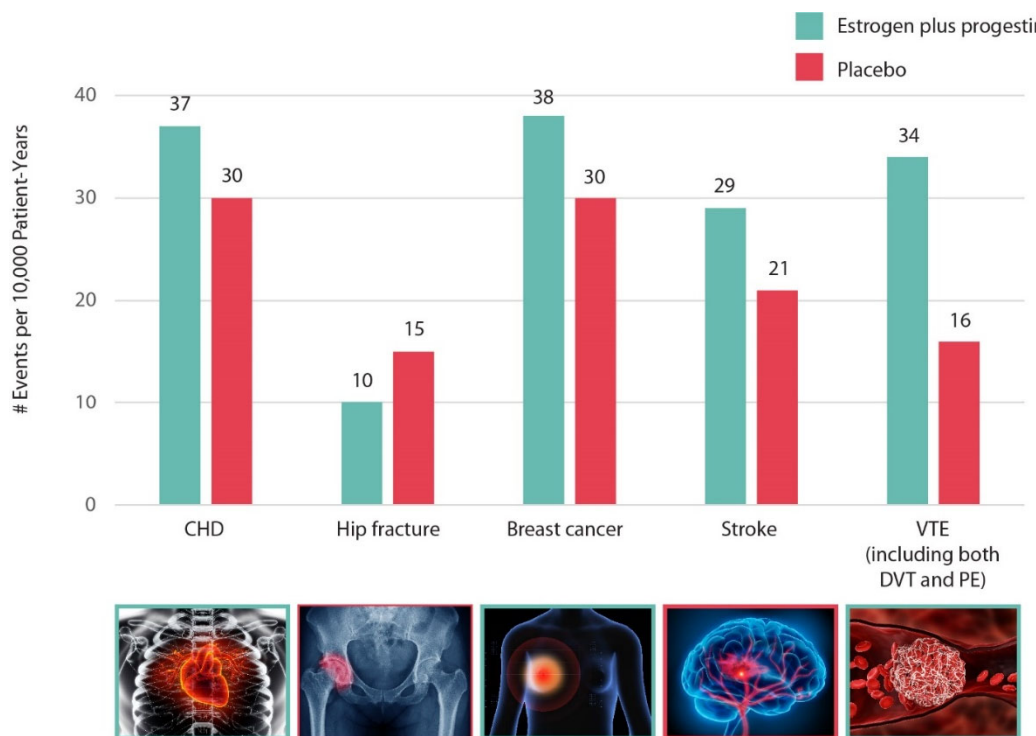 Estrogen plus progesti
Placebo
# Events per 10,000 Patient-Years
40
30
20
10
0
37
30
10
15
38
30
29
21
34
16
CHD
Hip fracture
Breast cancer
Stroke
VTE
(including both
DVT and PE)